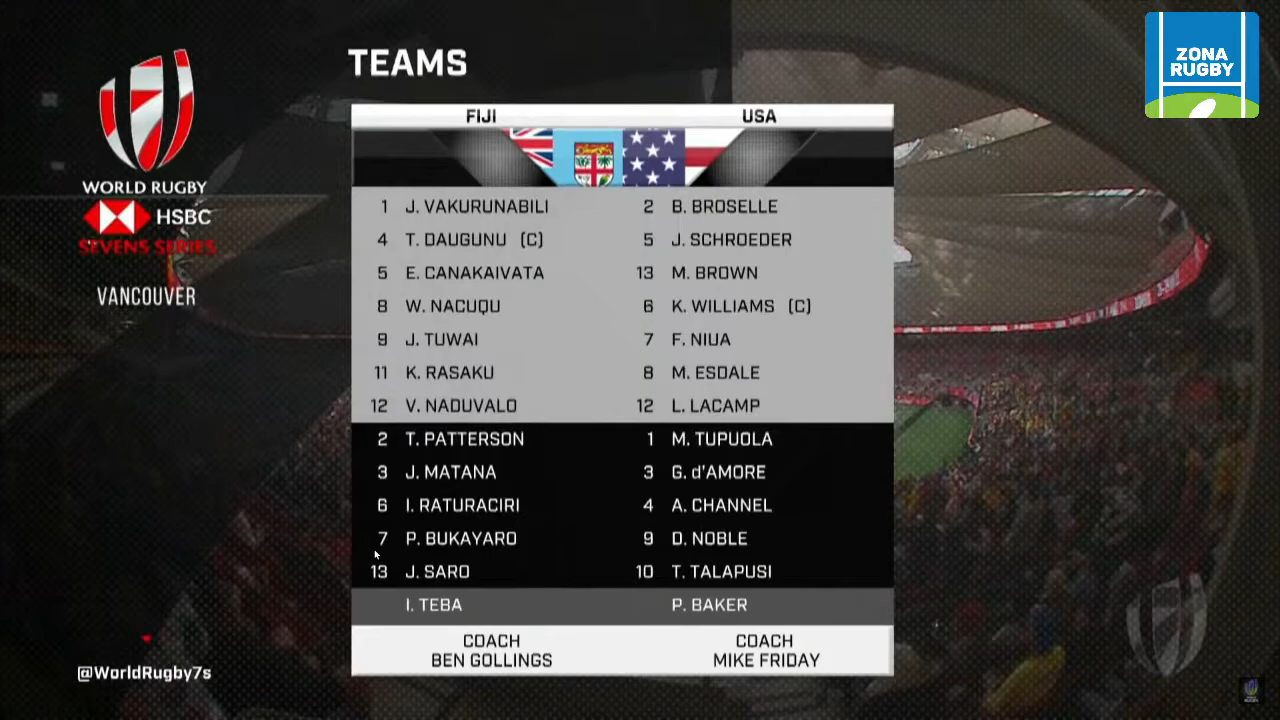 ZONA
RUGBY
TEAMS
WORLD RUGBY
HSBC
SEVENS SERIES
VANCOUVER
FIJI USA
1 J. VAKURUNABILI 2 B. BROSELLE
4 T. DAUGUNU (C) 5 J. SCHROEDER
5 E. CANAKAIVATA 13 M. BROWN
8 W. NACUQU 6 K. WILLIAMS (C)
9 J. TUWAI 7 F. NIUA
11 K. RASAKU 8 M. ESDALE
12 V. NADUVALO 12 L. LACAMP
2 T. PATTERSON 1 M. TUPUOLA
3 J. MATANA 3 G. d'AMORE
6 I. RATURACIRI 4 A. CHANNEL
7 P. BUKAYARO 9 D. NOBLE
13 J. SARO 10 T. TALAPUSI
I. TEBA P. BAKER
COACH COACH
BEN GOLLINGS MIKE FRIDAY
@WorldRugby7s